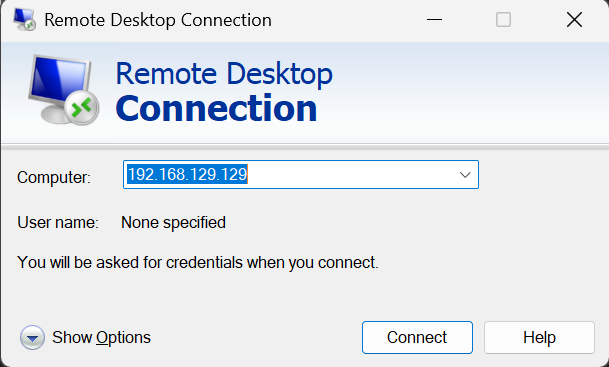 Remote Desktop Connection
Remote Desktop
Connection
Computer: 192.168.129.129
User name: None specified
You will be asked for credentials when you connect.
Show Options Connect Help